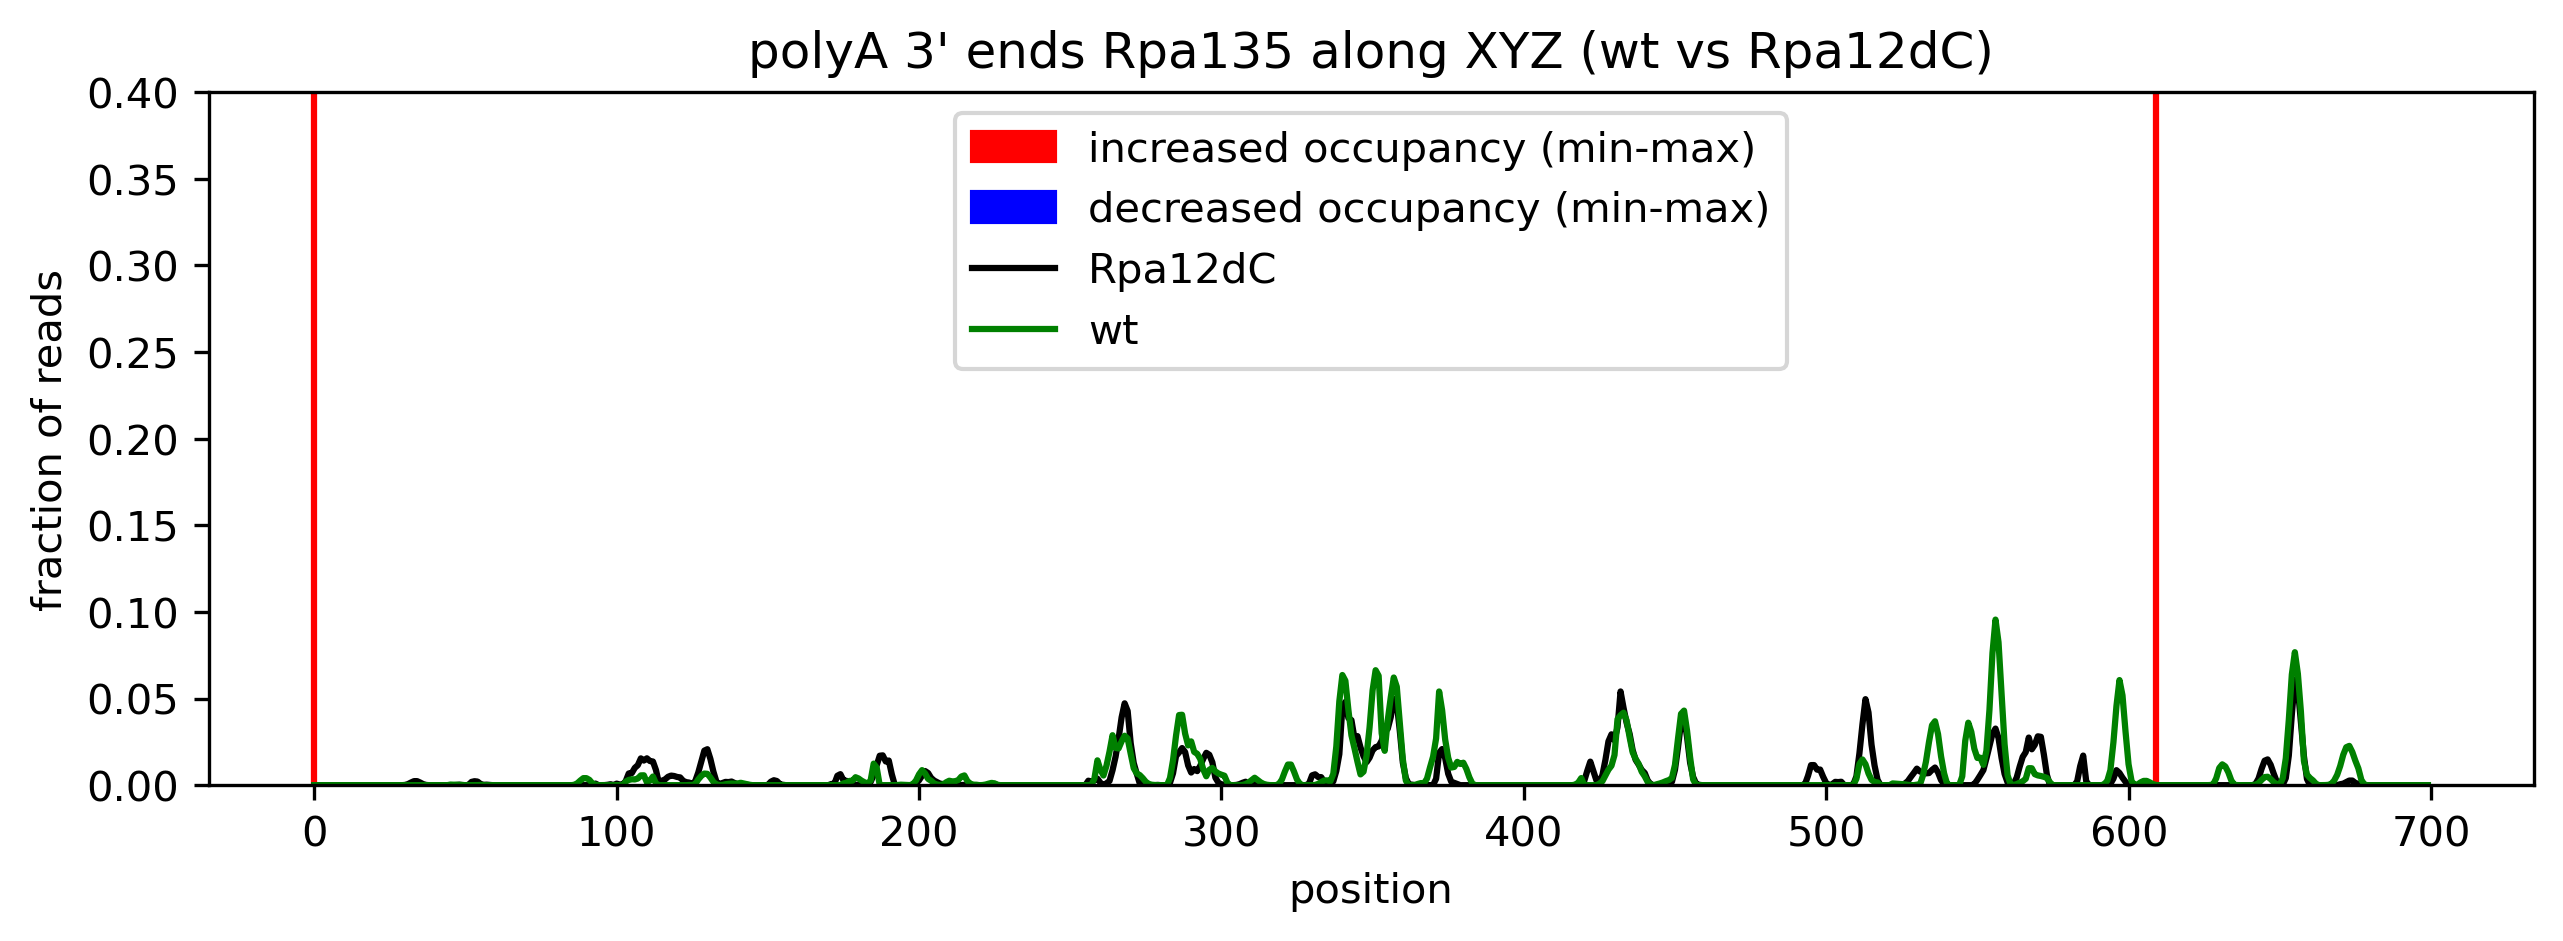 polyA 3' ends Rpa135 along XYZ (wt vs Rpa12dC)
0.40
0.35
0.30
0.25
0.20
0.15
0.10
0.05
0.00
fraction of reads
increased occupancy (min-max)
decreased occupancy (min-max)
Rpa12dC
wt
0 100 200 300 400 500 600 700
position